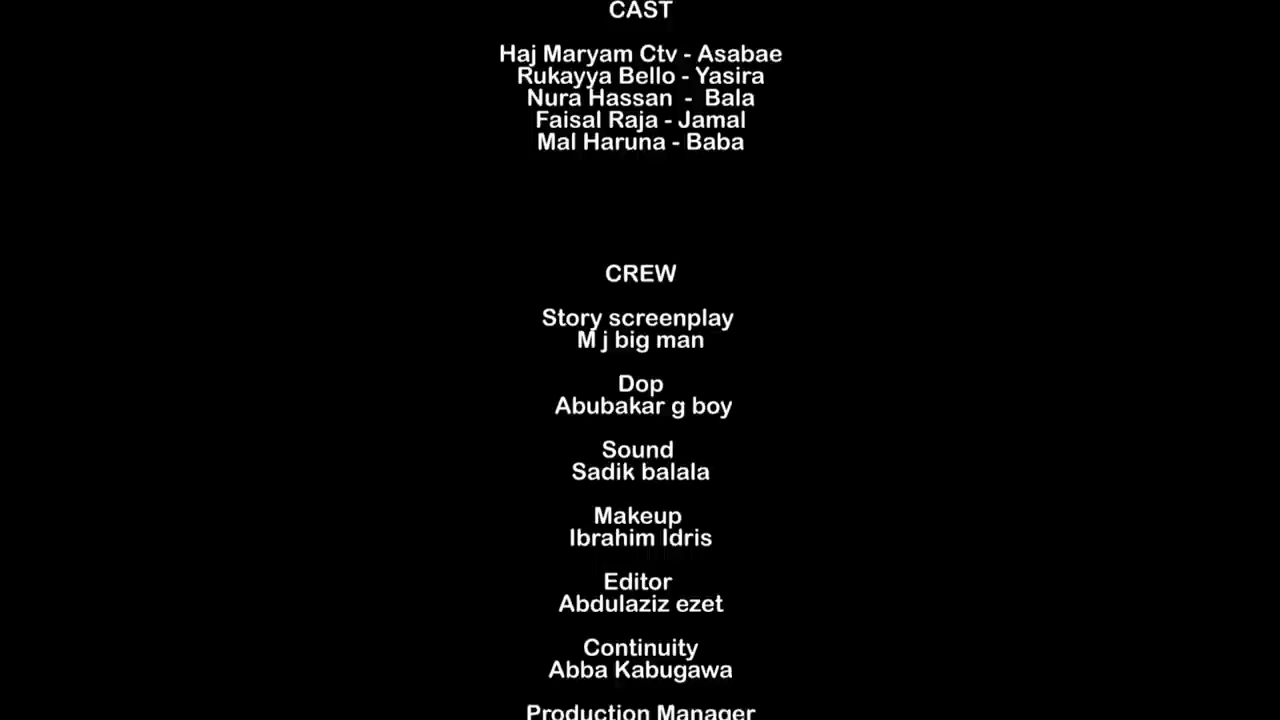 CAST
Haj Maryam Ctv - Asabae
Rukayya Bello - Yasira
Nura Hassan - Bala
Faisal Raja - Jamal
Mal Haruna - Baba
CREW
Story screenplay
M j big man
Dop
Abubakar g boy
Sound
Sadik balala
Makeup
Ibrahim Idris
Editor
Abdulaziz ezet
Continuity
Abba Kabugawa
Production Manager